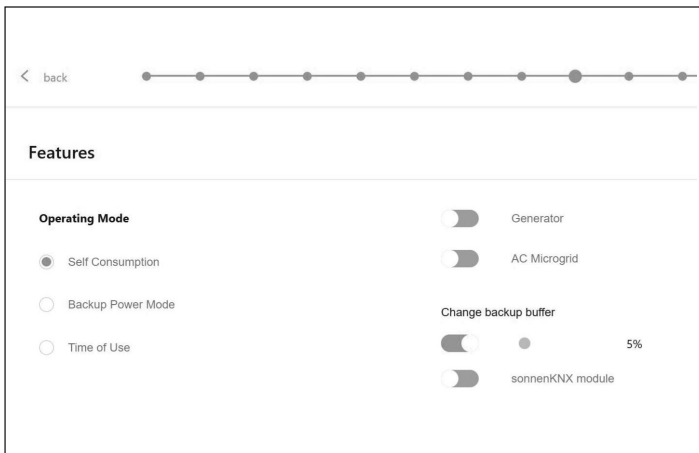 back
Features
Operating Mode
Self Consumption
Backup Power Mode
Time of Use
Generator
AC Microgrid
Change backup buffer
5%
sonnenKNX module